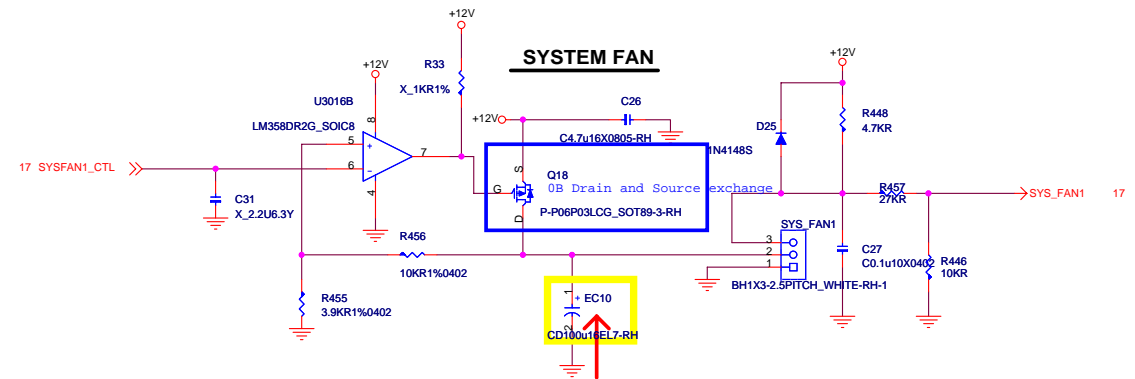 +12V
SYSTEM FAN
R33
X_1KR1%
+12V
+12V
U3016B
LM358DR2G_SOIC8
8
5
+
6
-
7
4
+12V
C26
C4.7u16X0805-RH
D25
1N4148S
R448
4.7KR
17 SYSFAN1_CTL
C31
X_2.2U6.3Y
S
G
D
Q18
0B Drain and Source exchange
P-P06P03LCG_SOT89-3-RH
R457
27KR
SYS_FAN1 17
R456
10KR1%0402
SYS_FAN1
3
2
1
BH1X3-2.5PITCH_WHITE-RH-1
C27
C0.1u10X0402
R446
10KR
R455
3.9KR1%0402
1
+
EC10
2
CD100u16EL7-RH